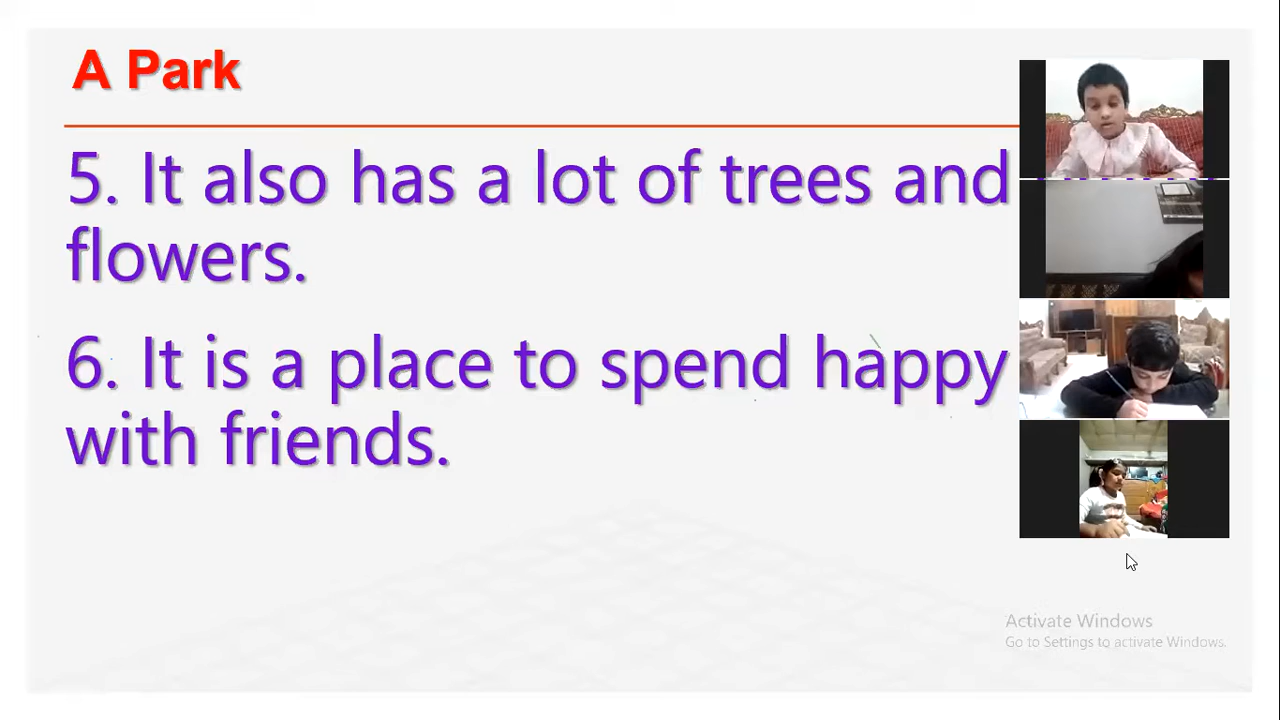 A Park
5. It also has a lot of trees and
flowers.
6. It is a place to spend happy
with friends.
Activate Windows
Go to Settings to activate Windows.